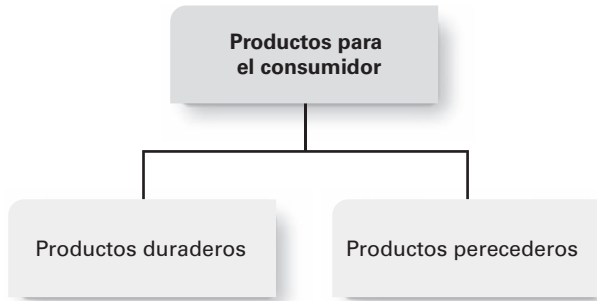 Productos para
el consumidor
Productos duraderos
Productos perecederos